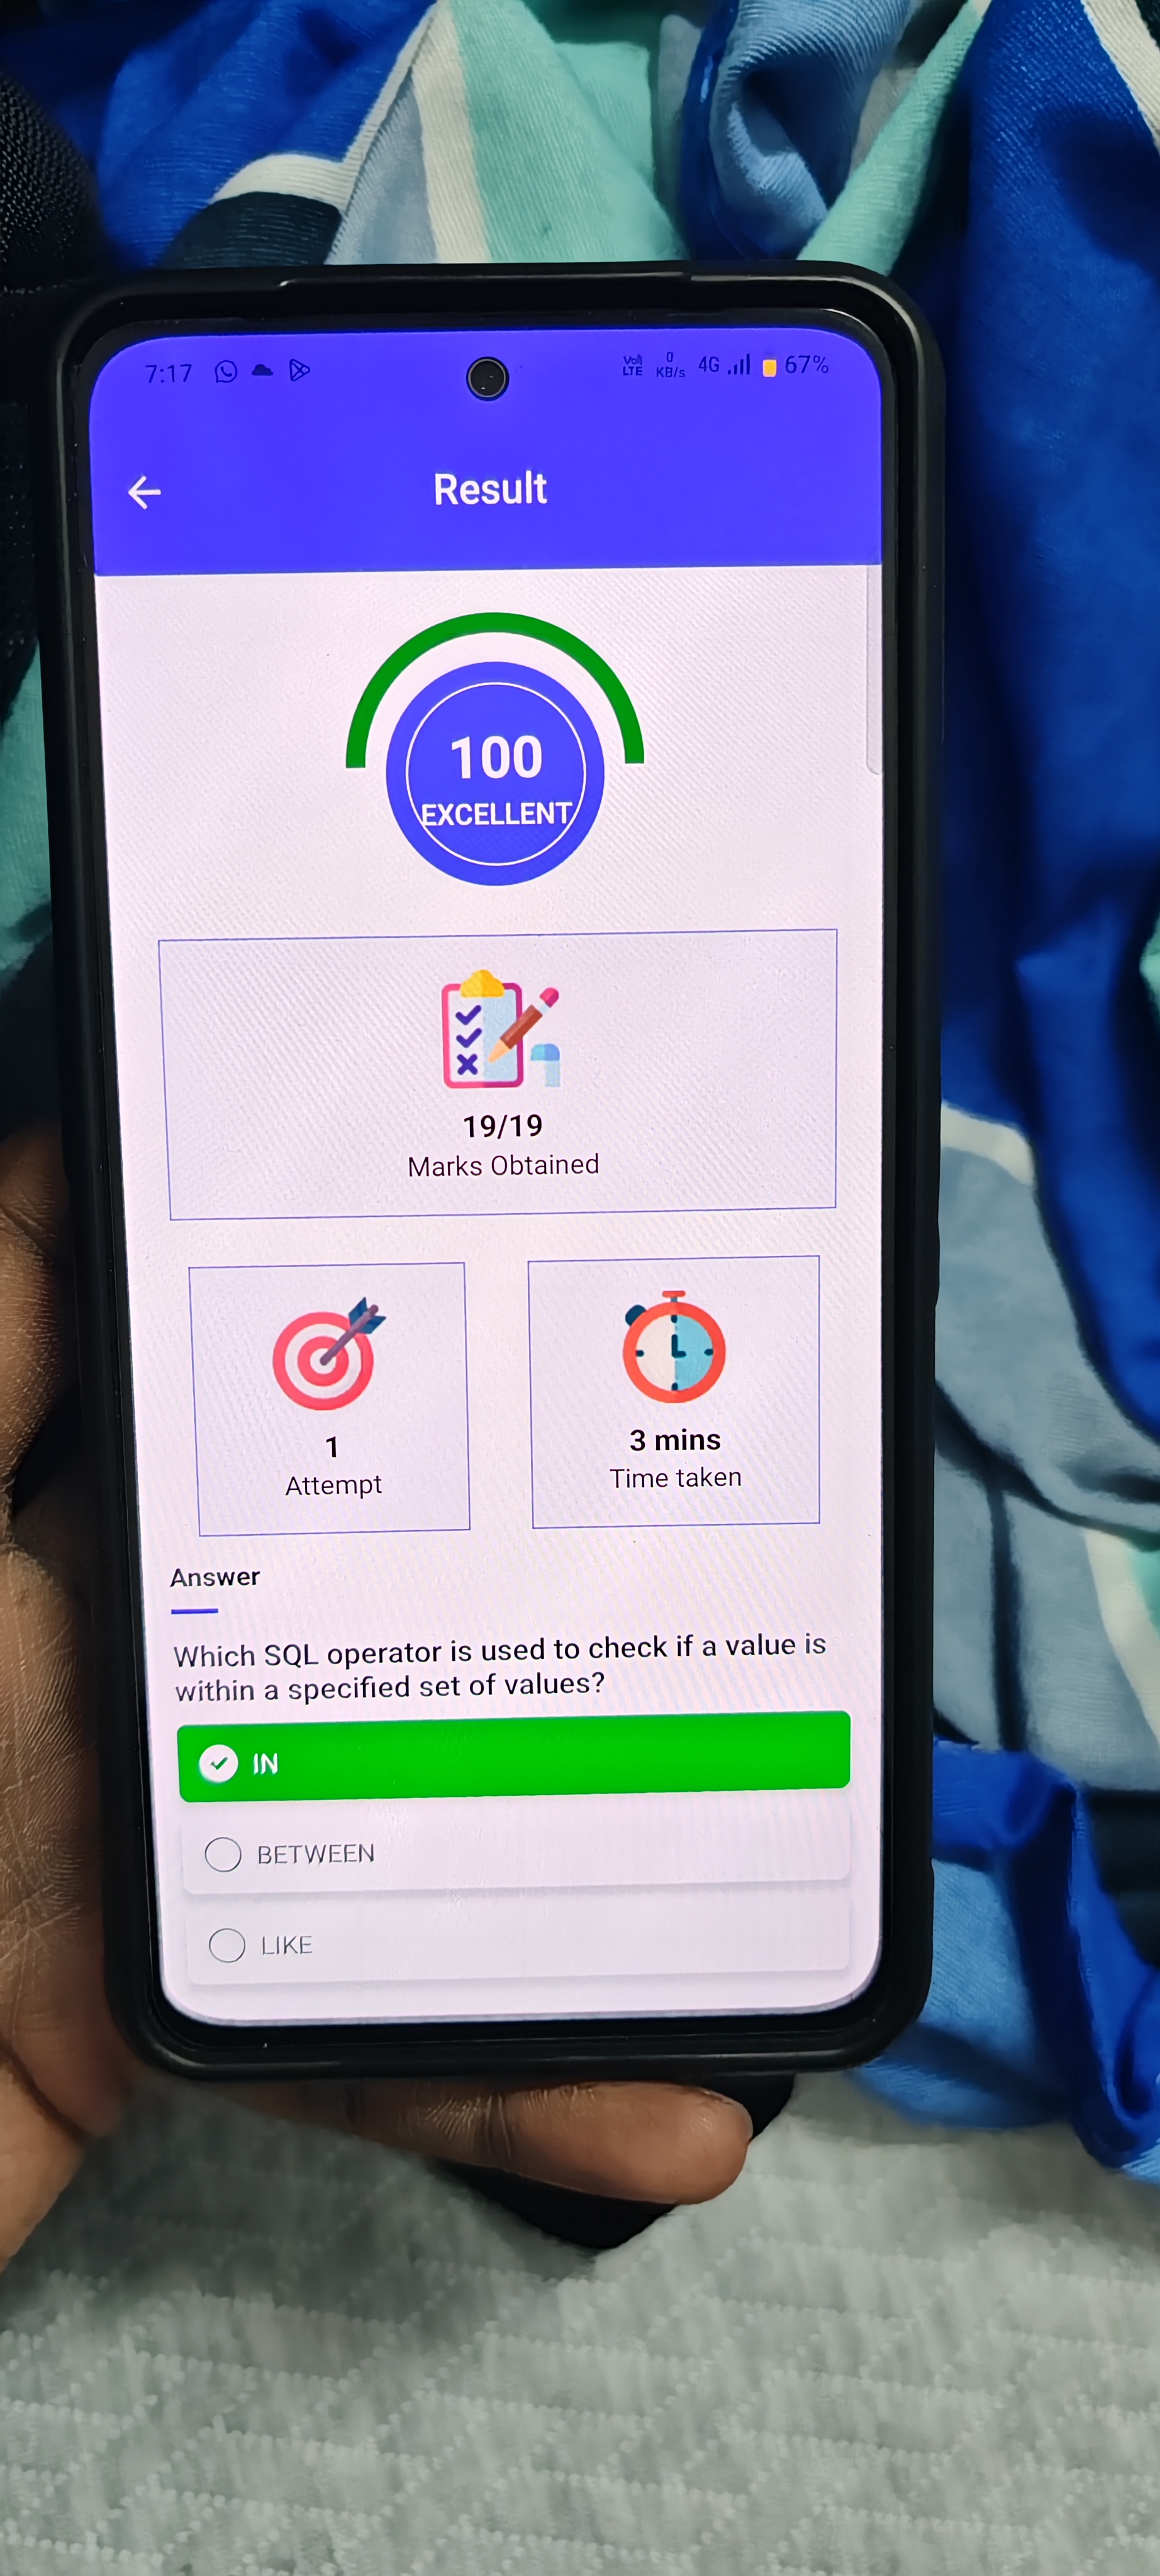 7:17 Vo) LTE 0 KB/s 4G 67%
Result
100
EXCELLENT
19/19
Marks Obtained
1
Attempt
3 mins
Time taken
Answer
Which SQL operator is used to check if a value is
within a specified set of values?
IN
BETWEEN
LIKE